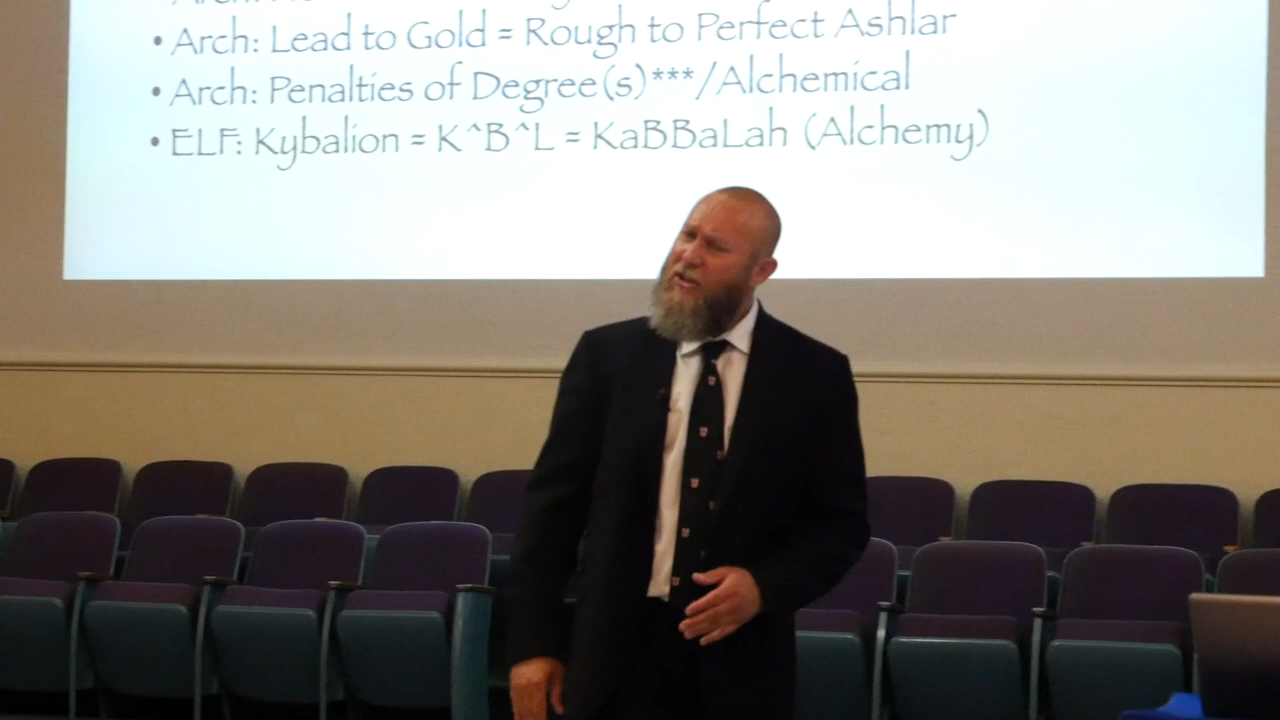 • Arch: Lead to Gold = Rough to Perfect Ashlar
• Arch: Penalties of Degree(s)***/Alchemical
• ELF: Kybalion = K^B^L = KaBBaLah (Alchemy)